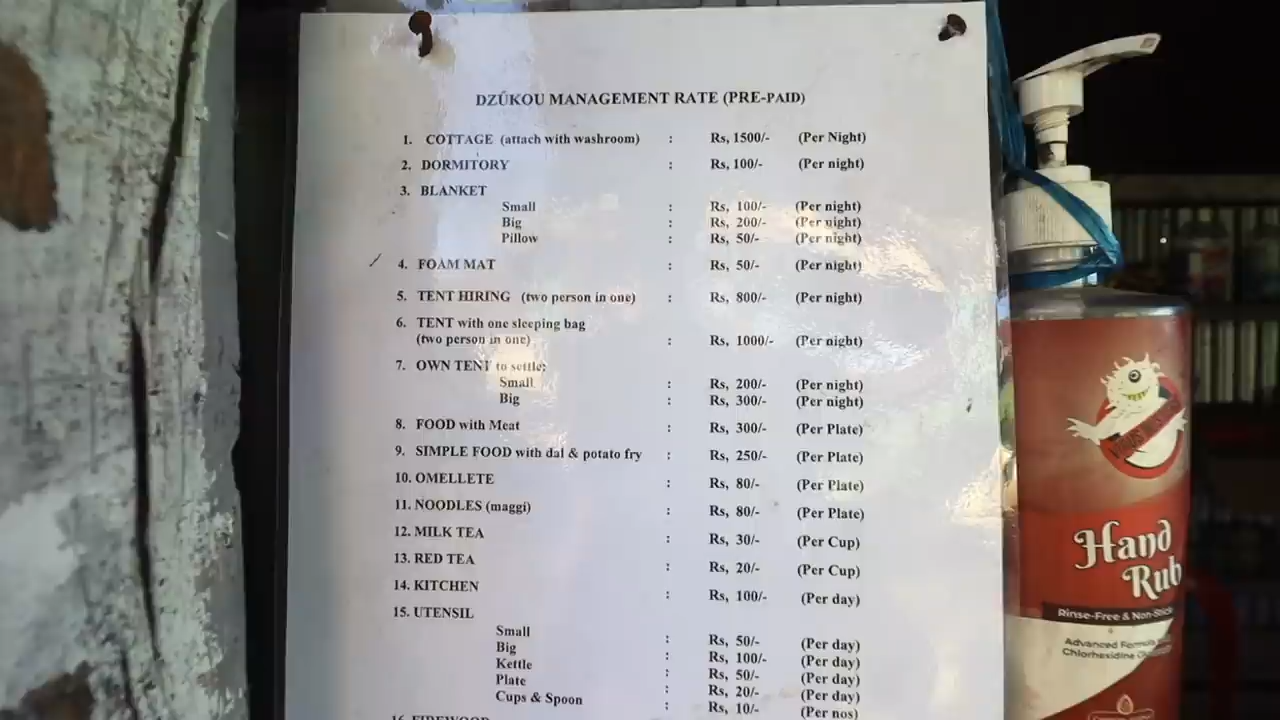 DZŰKOU MANAGEMENT RATE (PRE-PAID)
1. COTTAGE (attach with washroom) : Rs, 1500/- (Per Night)
2. DORMITORY : Rs, 100/- (Per night)
3. BLANKET
Small : Rs, 100/- (Per night)
Big : Rs, 200/- (Per night)
Pillow : Rs, 50/- (Per night)
4. FOAM MAT : Rs, 50/- (Per night)
5. TENT HIRING (two person in one) : Rs, 800/- (Per night)
6. TENT with one sleeping bag
(two person in one) : Rs, 1000/- (Per night)
7. OWN TENT to settle:
Small : Rs, 200/- (Per night)
Big : Rs, 300/- (Per night)
8. FOOD with Meat : Rs, 300/- (Per Plate)
9. SIMPLE FOOD with dal & potato fry : Rs, 250/- (Per Plate)
10. OMELLETE : Rs, 80/- (Per Plate)
11. NOODLES (maggi) : Rs, 80/- (Per Plate)
12. MILK TEA : Rs, 30/- (Per Cup)
13. RED TEA : Rs, 20/- (Per Cup)
14. KITCHEN : Rs, 100/- (Per day)
15. UTENSIL
Small : Rs, 50/- (Per day)
Big : Rs, 100/- (Per day)
Kettle : Rs, 50/- (Per day)
Plate : Rs, 20/- (Per day)
Cups & Spoon : Rs, 10/- (Per nos)
16. FIREWOOD
Hand
Rub
Rinse-Free & Non-Stick
Advanced Formula
Chlorhexidine